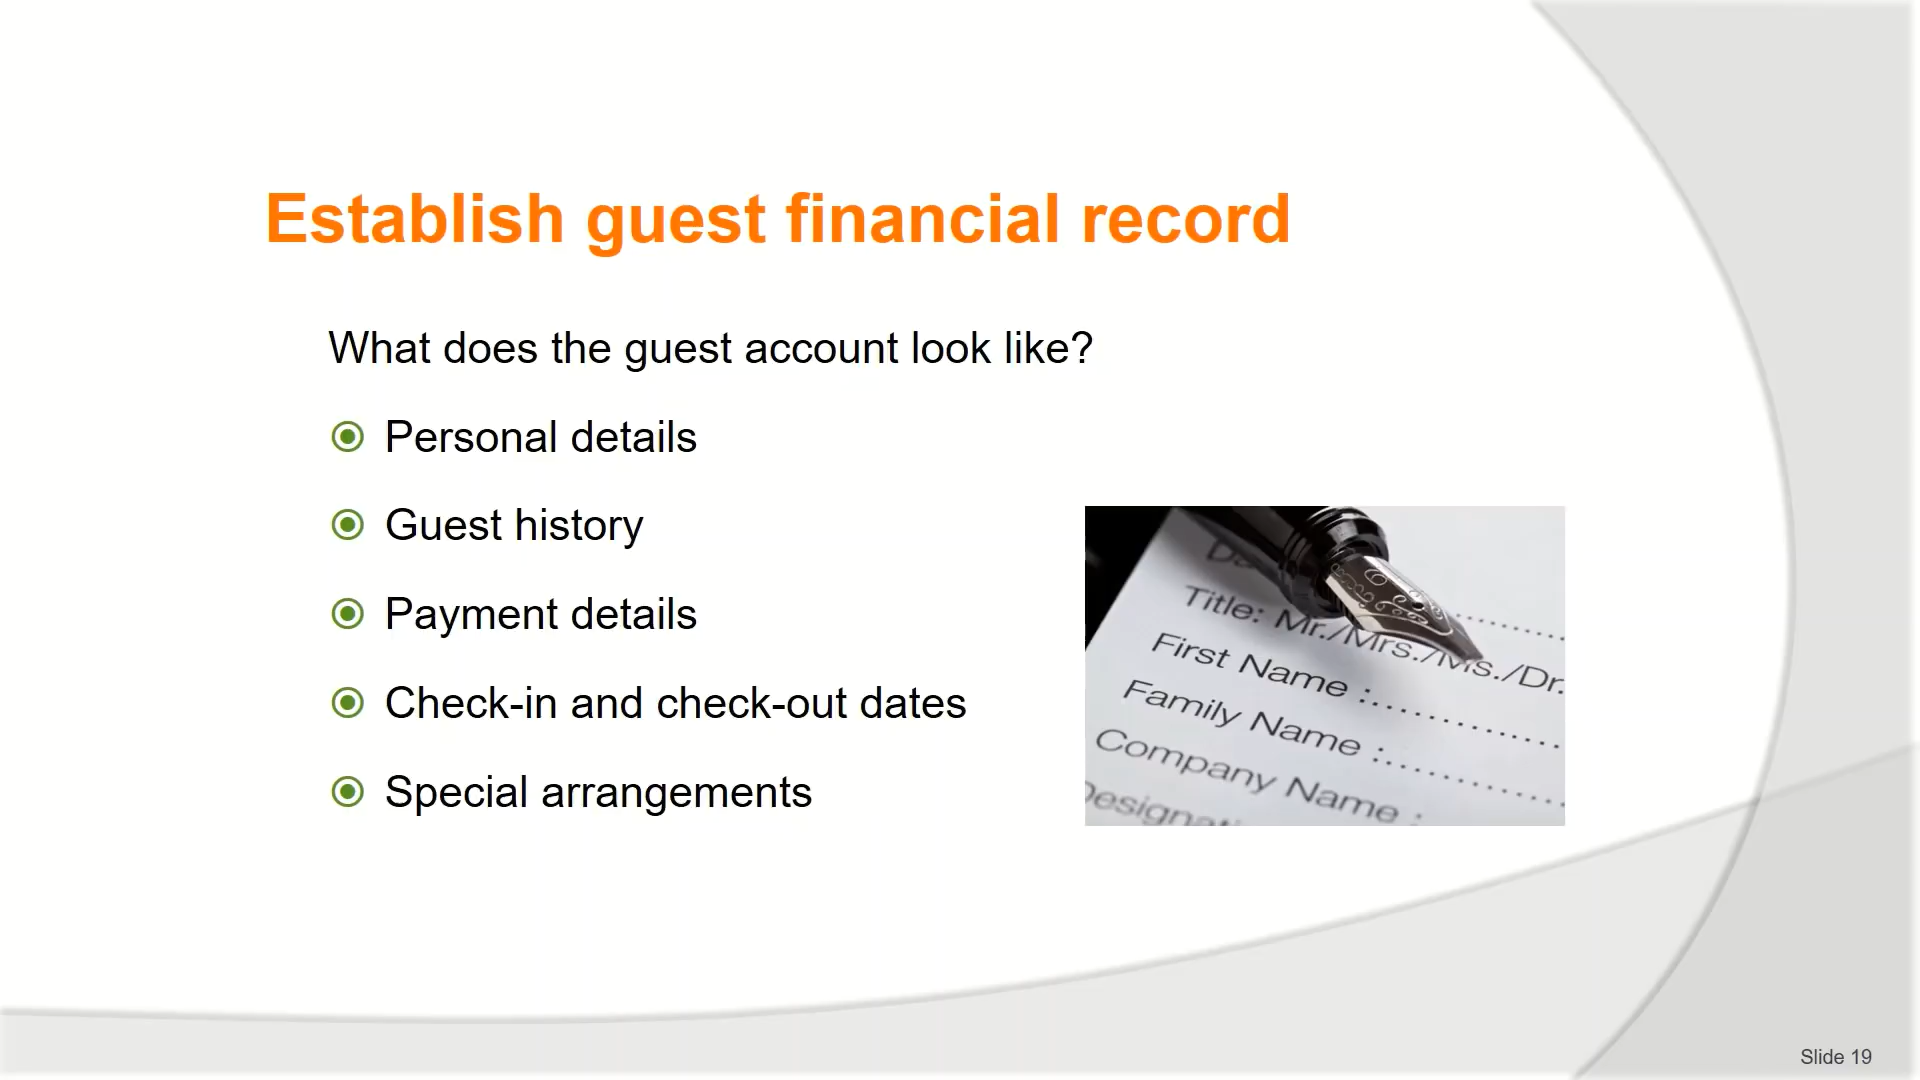 Establish guest financial record
What does the guest account look like?
Personal details
Guest history
Payment details
Check-in and check-out dates
Special arrangements
Title: Mr./Mrs./Ms./Dr.
First Name :
Family Name :
Company Name :
Slide 19